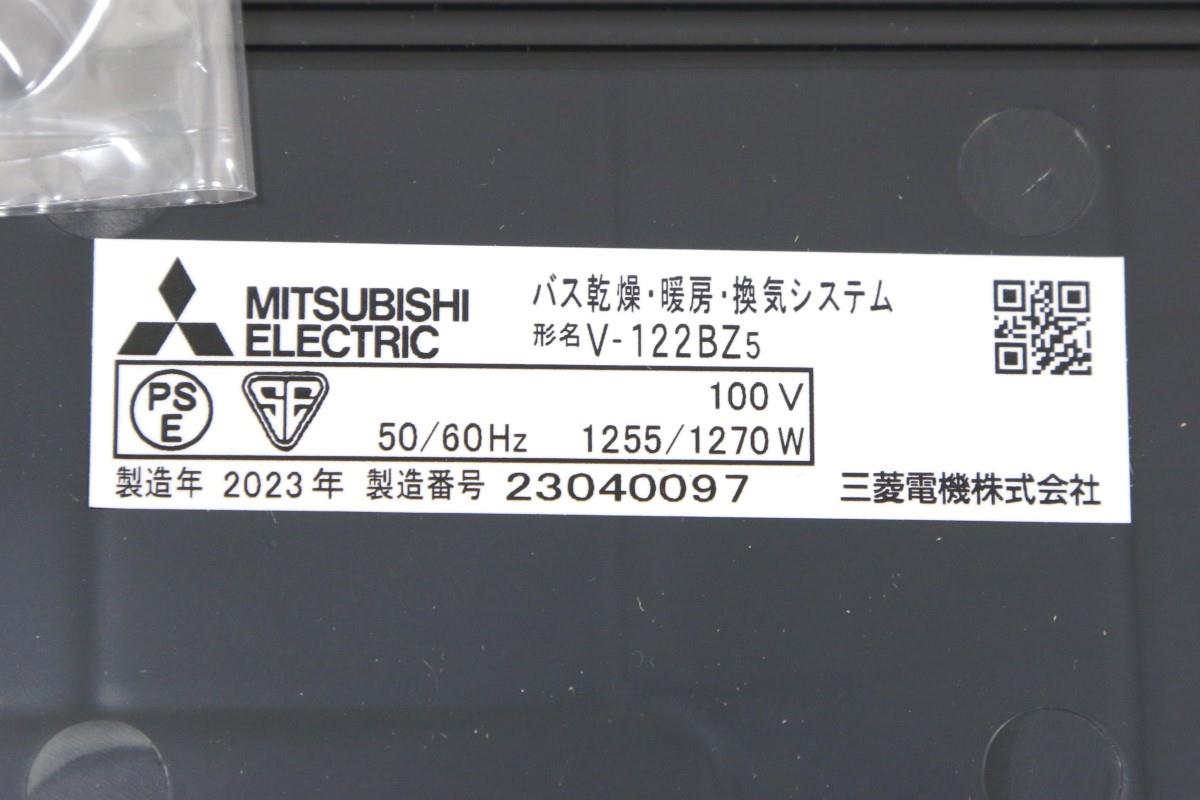 MITSUBISHI
ELECTRIC
バス乾燥・暖房・換気システム
形名 V-122BZ5
PS
E
100V
50/60Hz 1255/1270W
製造年 2023年 製造番号 23040097 三菱電機株式会社